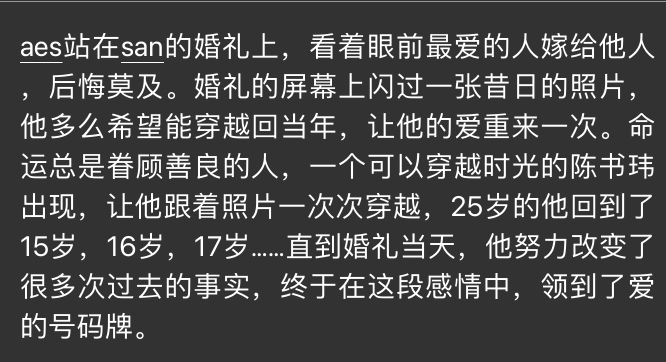 aes站在san的婚礼上，看着眼前最爱的人嫁给他人
，后悔莫及。婚礼的屏幕上闪过一张昔日的照片，
他多么希望能穿越回当年，让他的爱重来一次。命
运总是眷顾善良的人，一个可以穿越时光的陈书玮
出现，让他跟着照片一次次穿越，25岁的他回到了
15岁，16岁，17岁……直到婚礼当天，他努力改变了
很多次过去的事实，终于在这段感情中，领到了爱
的号码牌。